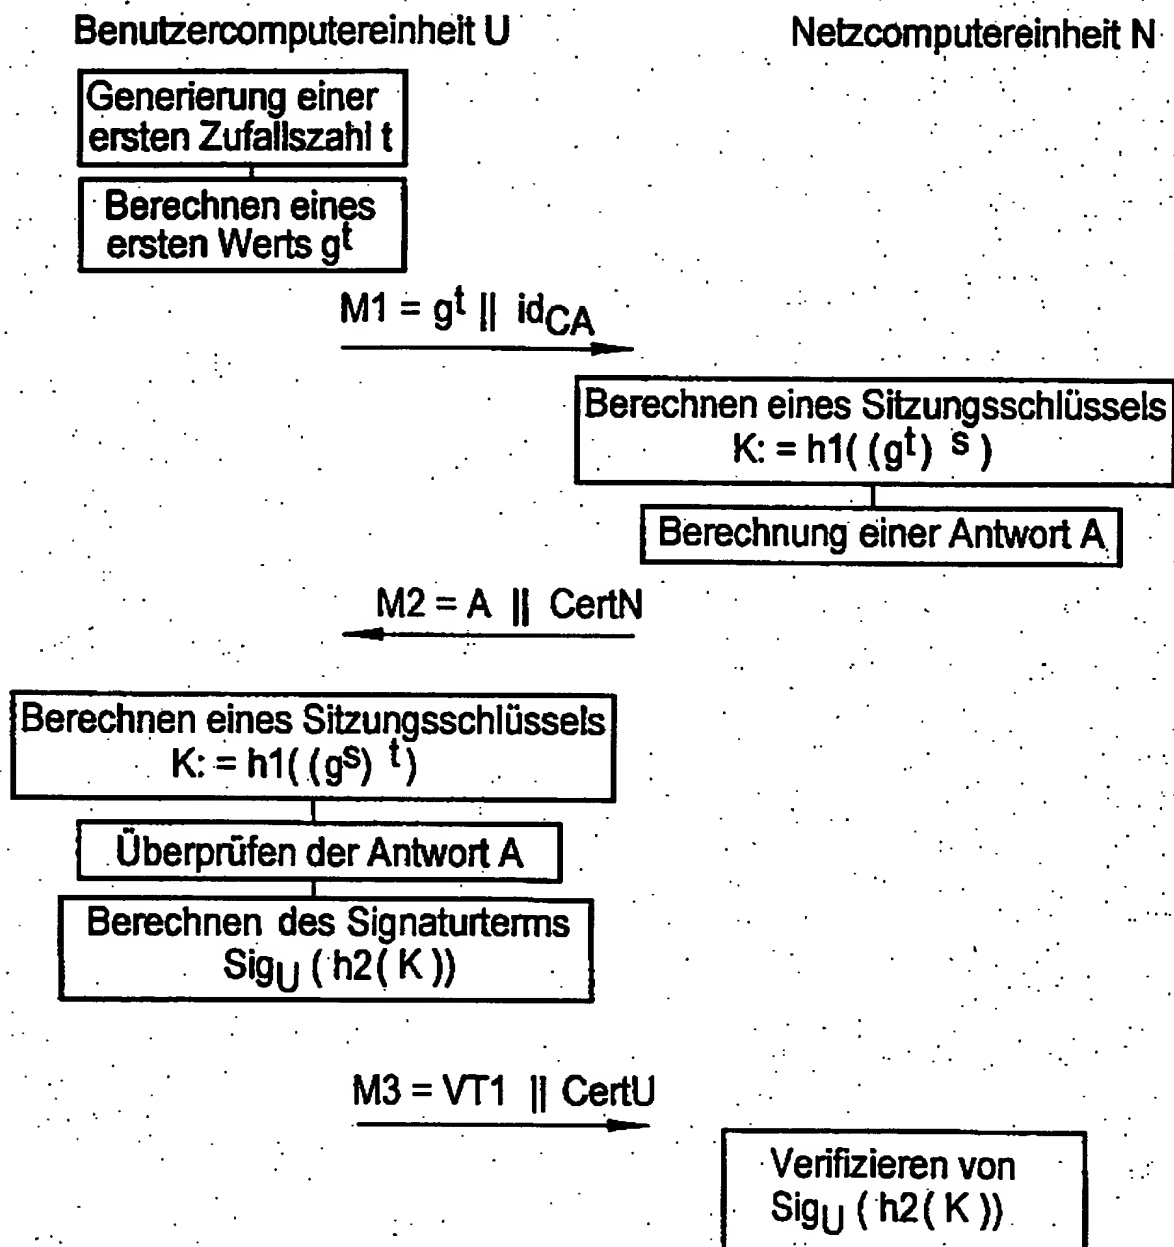 Benutzercomputereinheit U
Netzcomputereinheit N
Generierung einer
ersten Zufallszahl t
Berechnen eines
ersten Werts g^t
M1 = g^t || id_CA
Berechnen eines Sitzungsschlüssels
K: = h1( (g^t) ^s )
Berechnung einer Antwort A
M2 = A || CertN
Berechnen eines Sitzungsschlüssels
K: = h1( (g^s) ^t )
Überprüfen der Antwort A
Berechnen des Signaturterms
Sig_U ( h2( K ))
M3 = VT1 || CertU
Verifizieren von
Sig_U ( h2( K ))